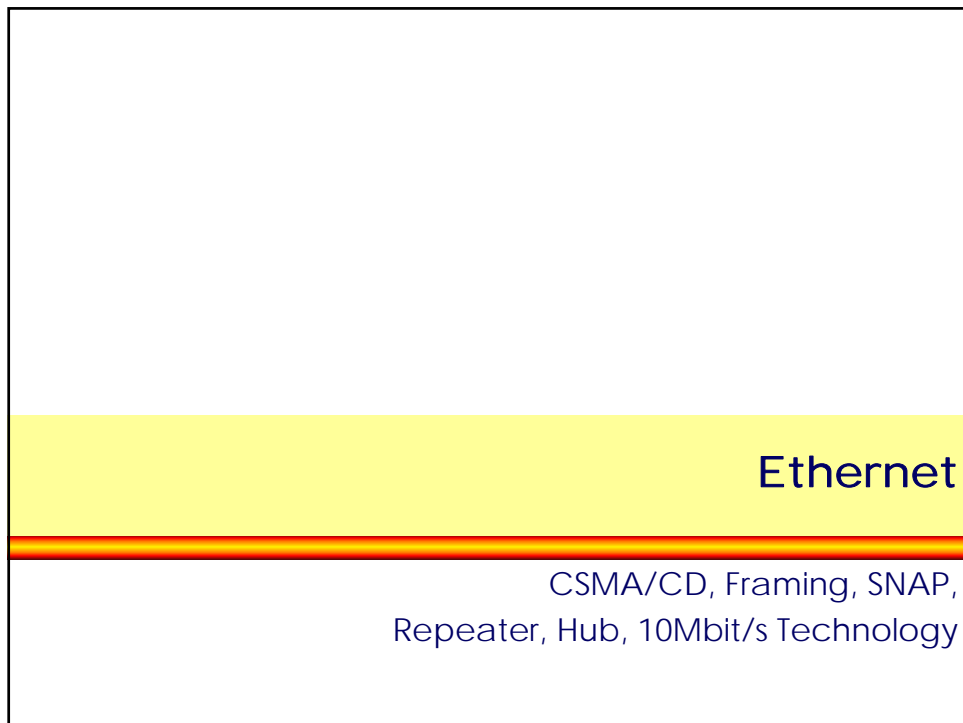 Ethernet
CSMA/CD, Framing, SNAP,
Repeater, Hub, 10Mbit/s Technology